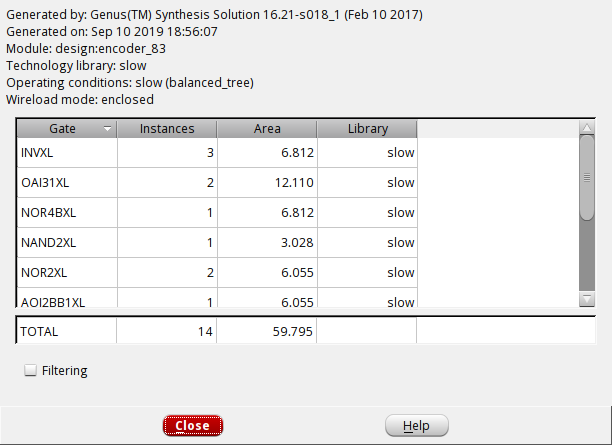 Generated by: Genus(TM) Synthesis Solution 16.21-s018_1 (Feb 10 2017)
Generated on: Sep 10 2019 18:56:07
Module: design:encoder_83
Technology library: slow
Operating conditions: slow (balanced_tree)
Wireload mode: enclosed
Gate Instances Area Library
INVXL 3 6.812 slow
OAI31XL 2 12.110 slow
NOR4BXL 1 6.812 slow
NAND2XL 1 3.028 slow
NOR2XL 2 6.055 slow
AOI2BB1XL 1 6.055 slow
TOTAL 14 59.795
Filtering
Close Help